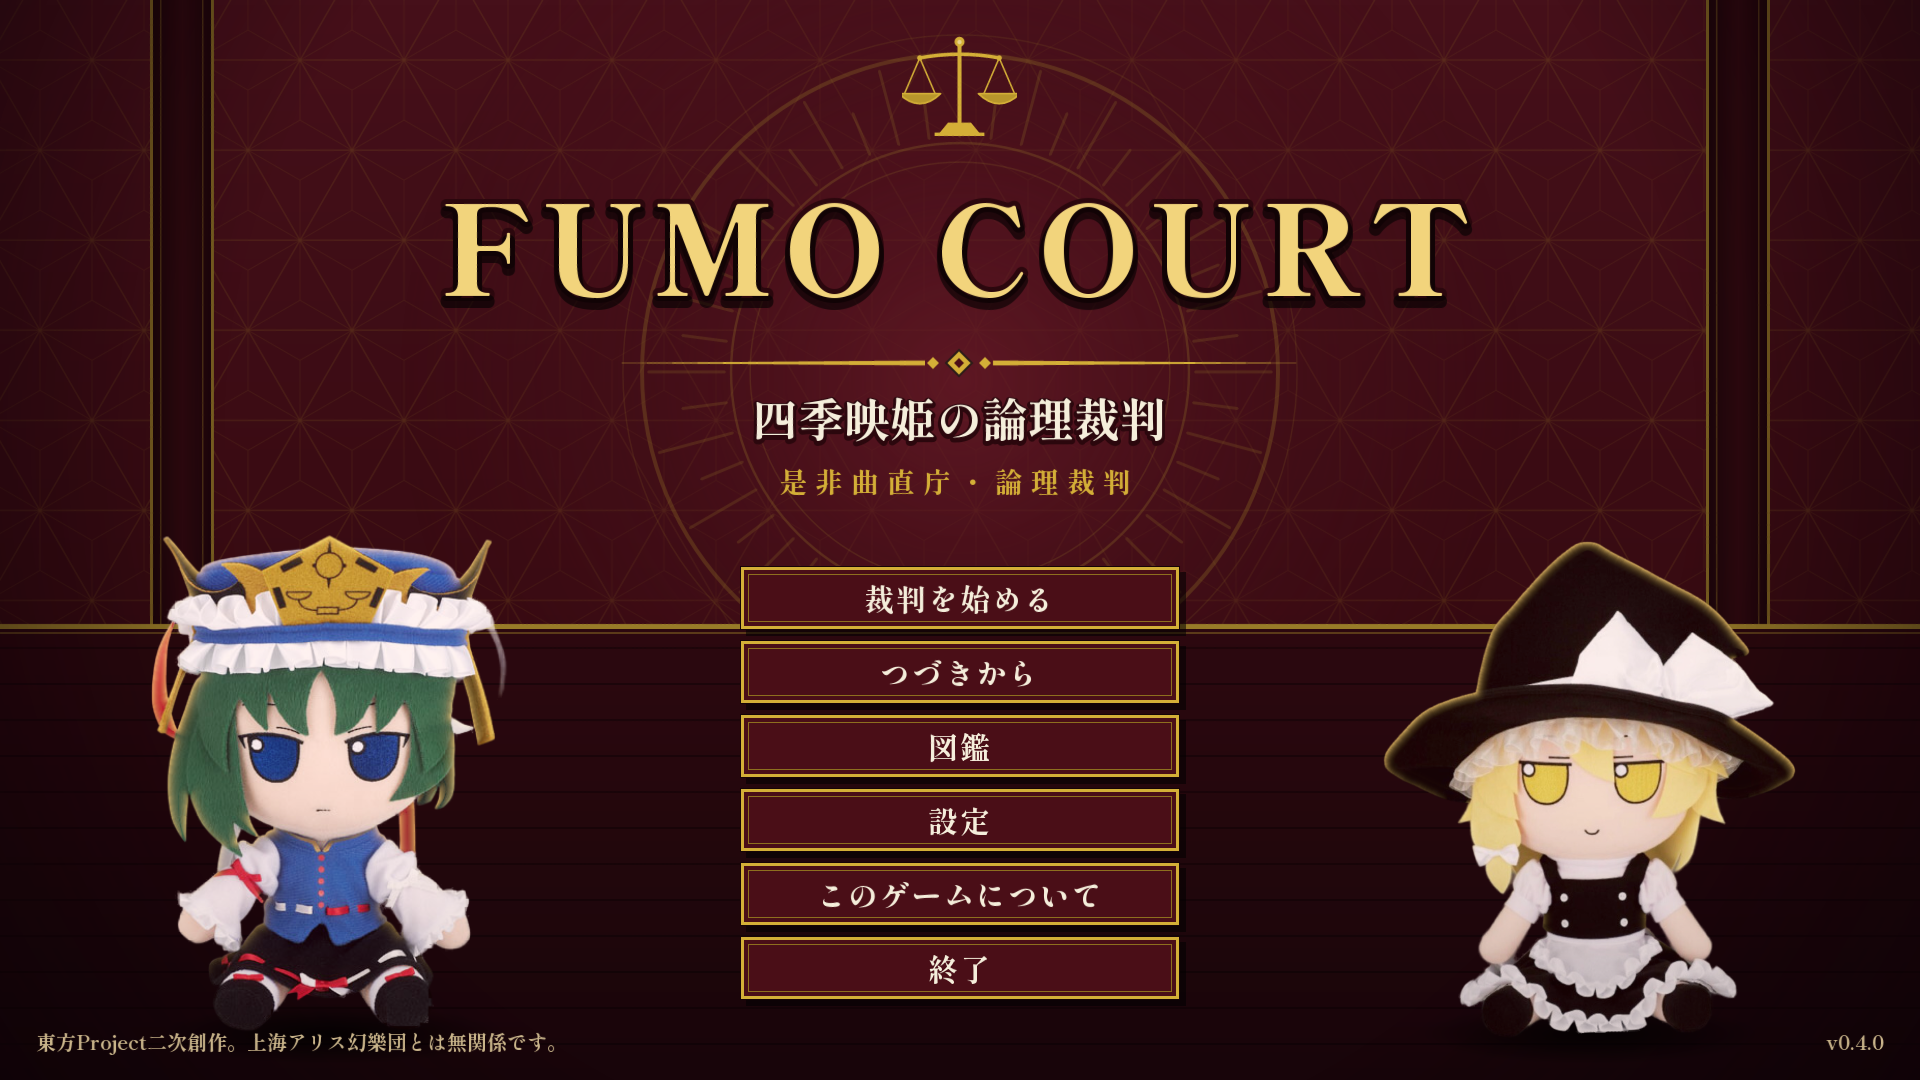 FUMO COURT
四季映姫の論理裁判
是非曲直庁・論理裁判
裁判を始める
つづきから
図鑑
設定
このゲームについて
終了
東方Project二次創作。上海アリス幻樂団とは無関係です。
v0.4.0